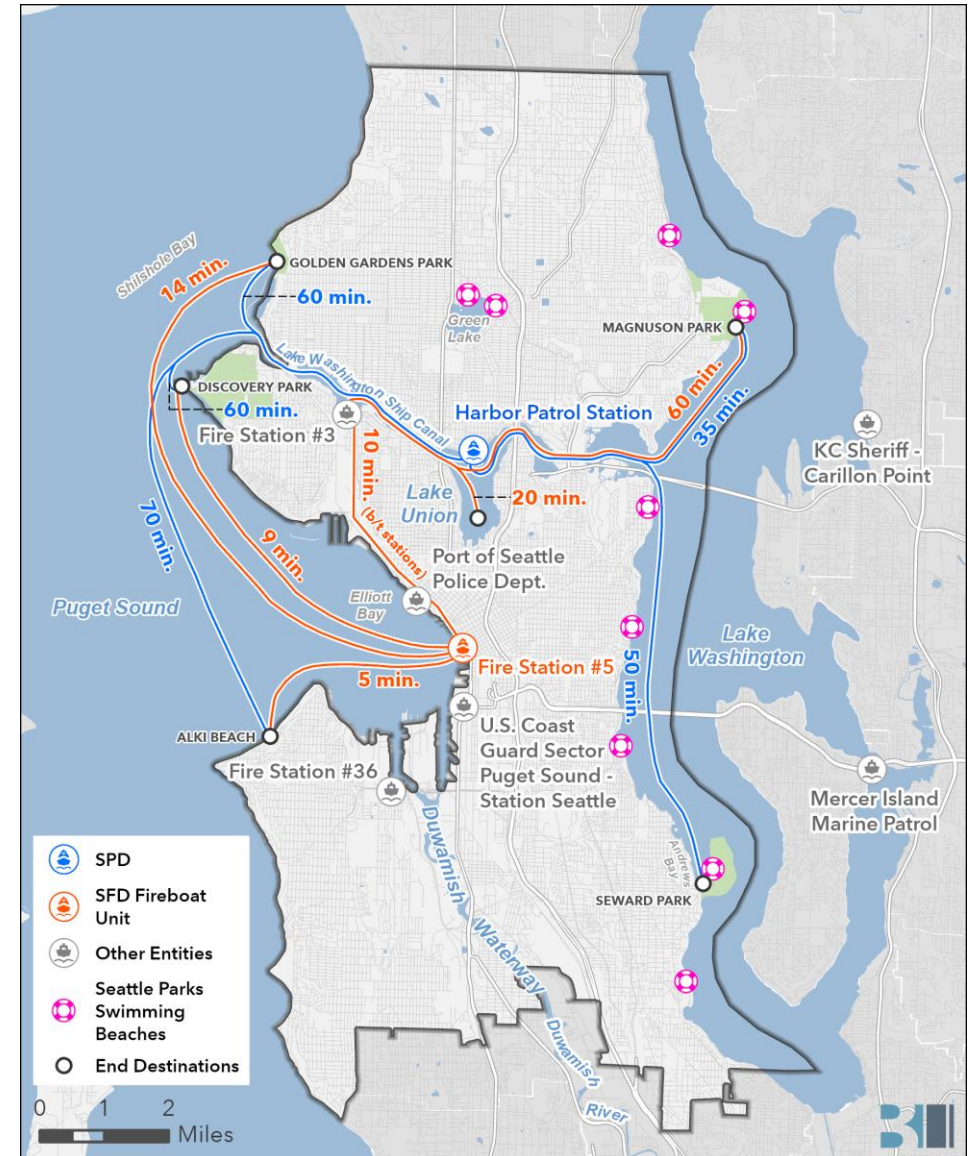 Shilshole Bay
14 min.
GOLDEN GARDENS PARK
60 min.
Green
Lake
MAGNUSON PARK
Lake Washington Ship Canal
DISCOVERY PARK
60 min.
Fire Station #3
Harbor Patrol Station
60 min.
35 min.
KC Sheriff -
Carillon Point
10 min.
(b/t stations)
Lake
Union
20 min.
70 min.
9 min.
Port of Seattle
Police Dept.
Puget Sound
Elliott
Bay
Lake
Washington
50 min.
Fire Station #5
5 min.
ALKI BEACH
U.S. Coast
Guard Sector
Puget Sound -
Station Seattle
Fire Station #36
Mercer Island
Marine Patrol
Duwamish
Waterway
Andrews
Bay
SEWARD PARK
Duwamish
River
SPD
SFD Fireboat
Unit
Other Entities
Seattle Parks
Swimming
Beaches
End Destinations
0 1 2
Miles